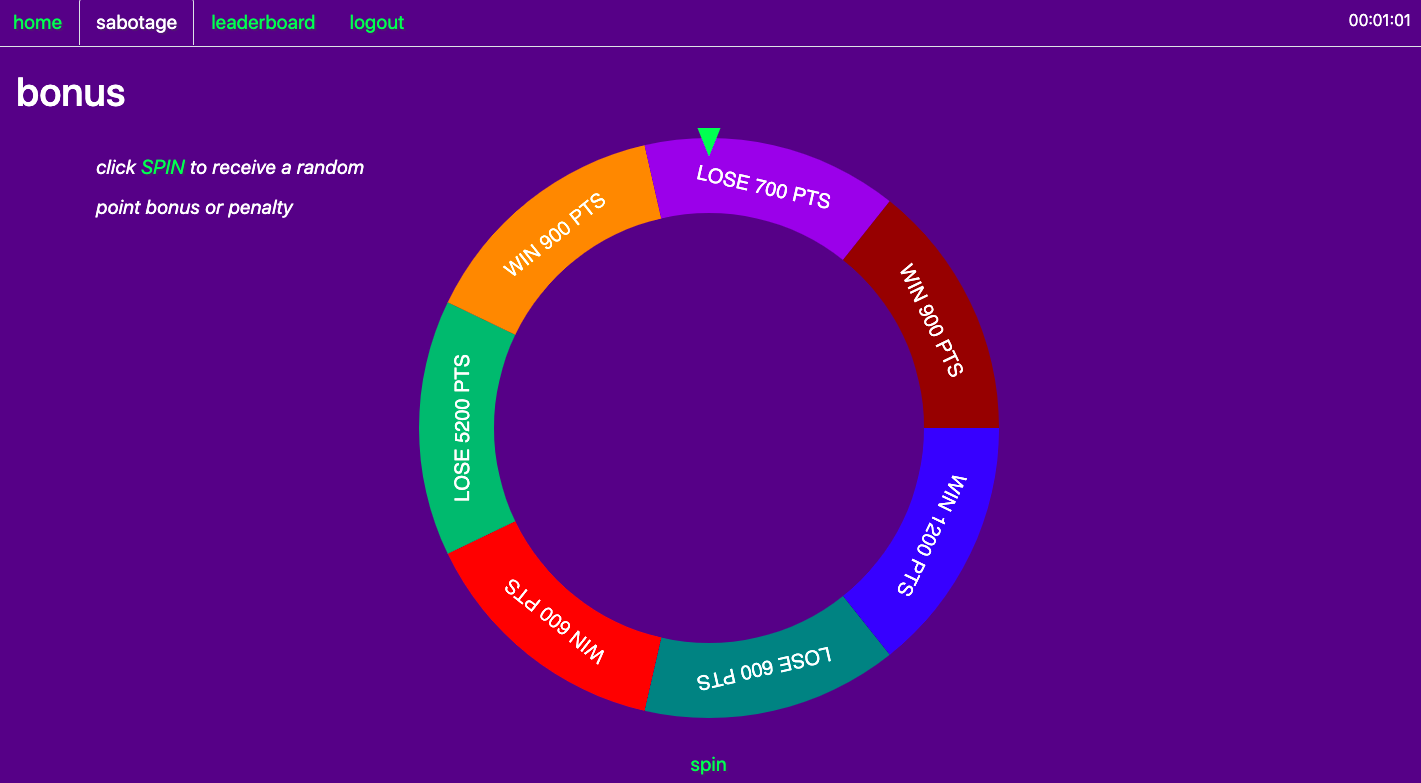 home sabotage leaderboard logout 00:01:01
bonus
click SPIN to receive a random
point bonus or penalty
LOSE 700 PTS
WIN 900 PTS
WIN 1200 PTS
LOSE 600 PTS
WIN 600 PTS
LOSE 5200 PTS
WIN 900 PTS
spin